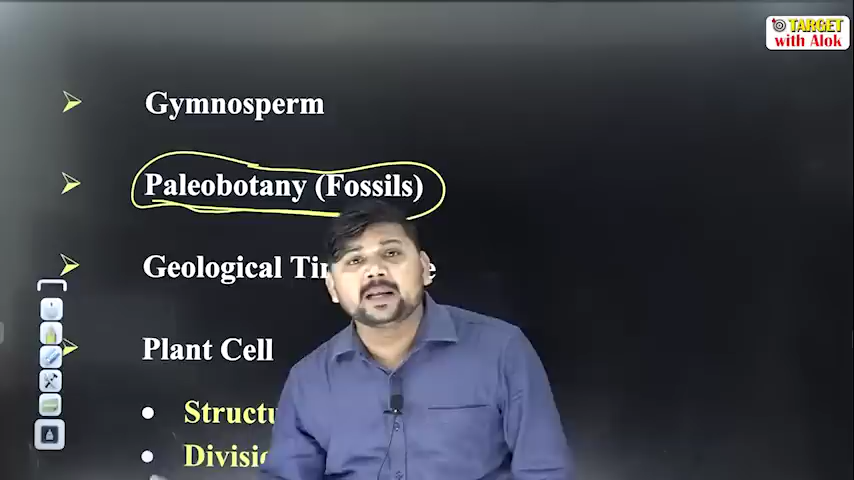 TARGET
with Alok
Gymnosperm
Paleobotany (Fossils)
Geological
Plant Cell